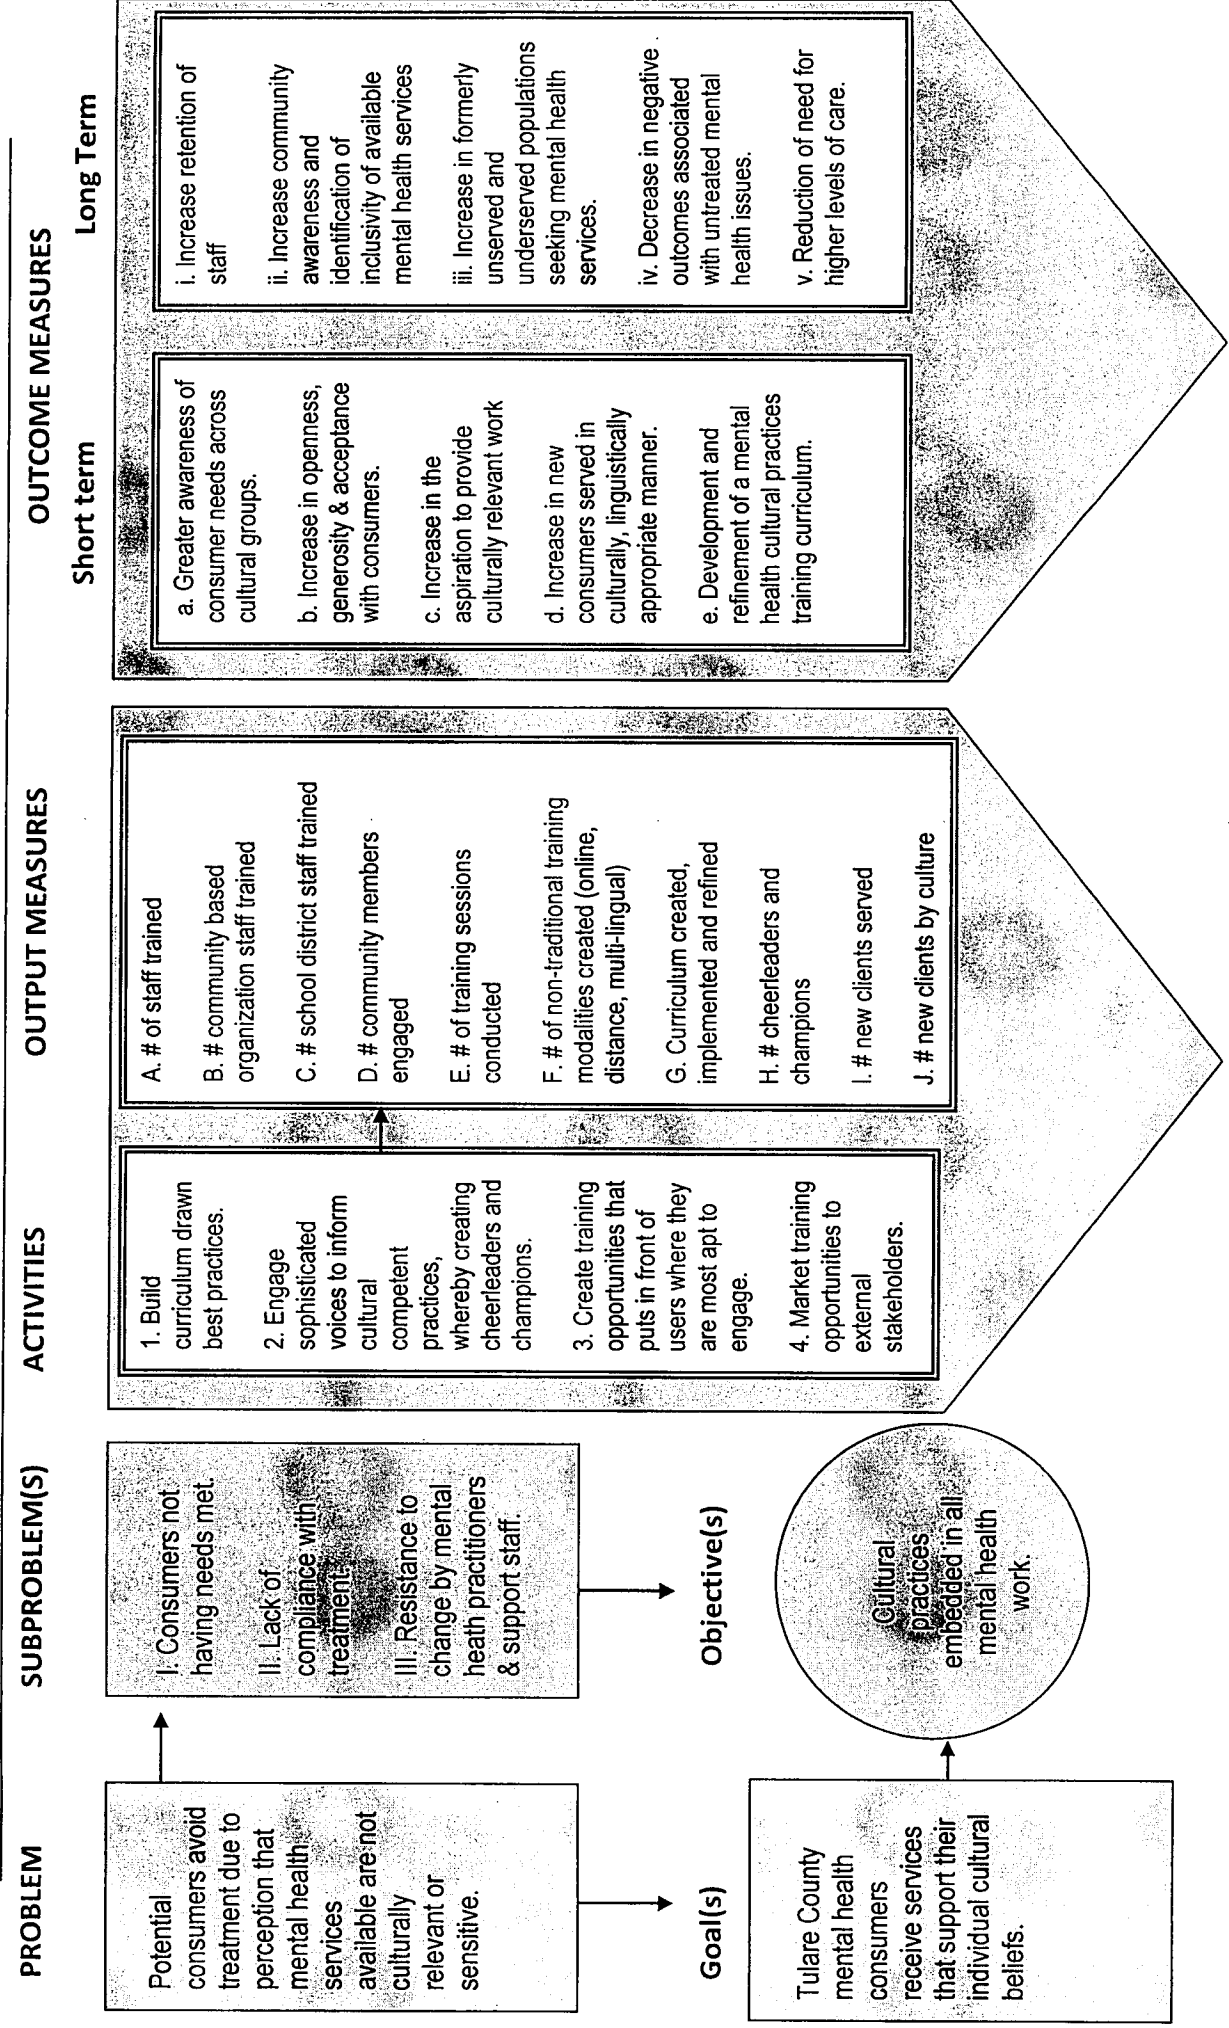 PROBLEM
Potential
consumers avoid
treatment due to
perception that
mental health
services
available are not
culturally
relevant or
sensitive.
Goal(s)
Tulare County
mental health
consumers
receive services
that support their
individual cultural
beliefs.
SUBPROBLEM(S)
I. Consumers not
having needs met.
II. Lack of
compliance with
treatment.
III. Resistance to
change by mental
heath practitioners
& support staff.
Objective(s)
Cultural
practices
embedded in all
mental health
work.
ACTIVITIES
1. Build
curriculum drawn
best practices.
2. Engage
sophisticated
voices to inform
cultural
competent
practices,
whereby creating
cheerleaders and
champions.
3. Create training
opportunities that
puts in front of
users where they
are most apt to
engage.
4. Market training
opportunities to
external
stakeholders.
OUTPUT MEASURES
A. # of staff trained
B. # community based
organization staff trained
C. # school district staff trained
D. # community members
engaged
E. # of training sessions
conducted
F. # of non-traditional training
modalities created (online,
distance, multi-lingual)
G. Curriculum created,
implemented and refined
H. # cheerleaders and
champions
I. # new clients served
J. # new clients by culture
OUTCOME MEASURES
Short term
a. Greater awareness of
consumer needs across
cultural groups.
b. Increase in openness,
generosity & acceptance
with consumers.
c. Increase in the
aspiration to provide
culturally relevant work
d. Increase in new
consumers served in
culturally, linguistically
appropriate manner.
e. Development and
refinement of a mental
health cultural practices
training curriculum.
Long Term
i. Increase retention of
staff
ii. Increase community
awareness and
identification of
inclusivity of available
mental health services
iii. Increase in formerly
unserved and
underserved populations
seeking mental health
services.
iv. Decrease in negative
outcomes associated
with untreated mental
health issues.
v. Reduction of need for
higher levels of care.